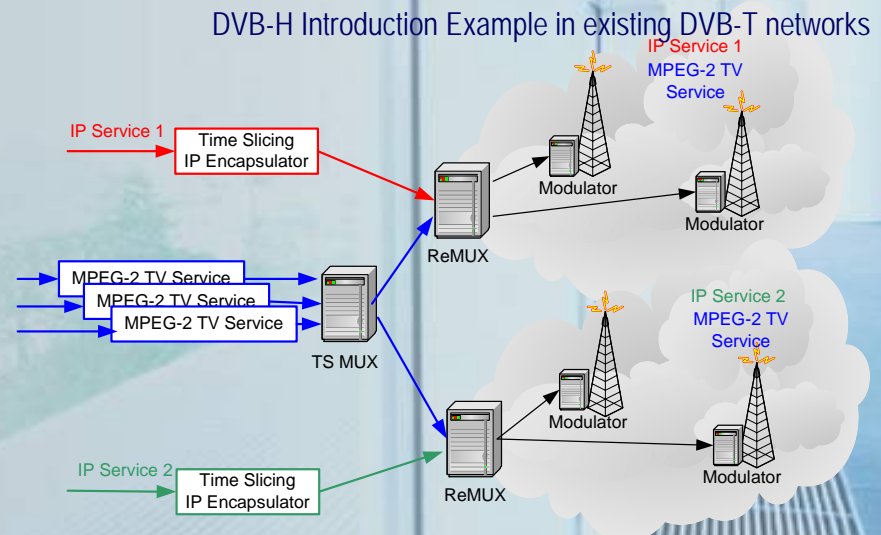 DVB-H Introduction Example in existing DVB-T networks
IP Service 1
MPEG-2 TV
Service
IP Service 1
Time Slicing
IP Encapsulator
Modulator
Modulator
ReMUX
MPEG-2 TV Service
MPEG-2 TV Service
MPEG-2 TV Service
TS MUX
IP Service 2
MPEG-2 TV
Service
Modulator
Modulator
ReMUX
IP Service 2
Time Slicing
IP Encapsulator